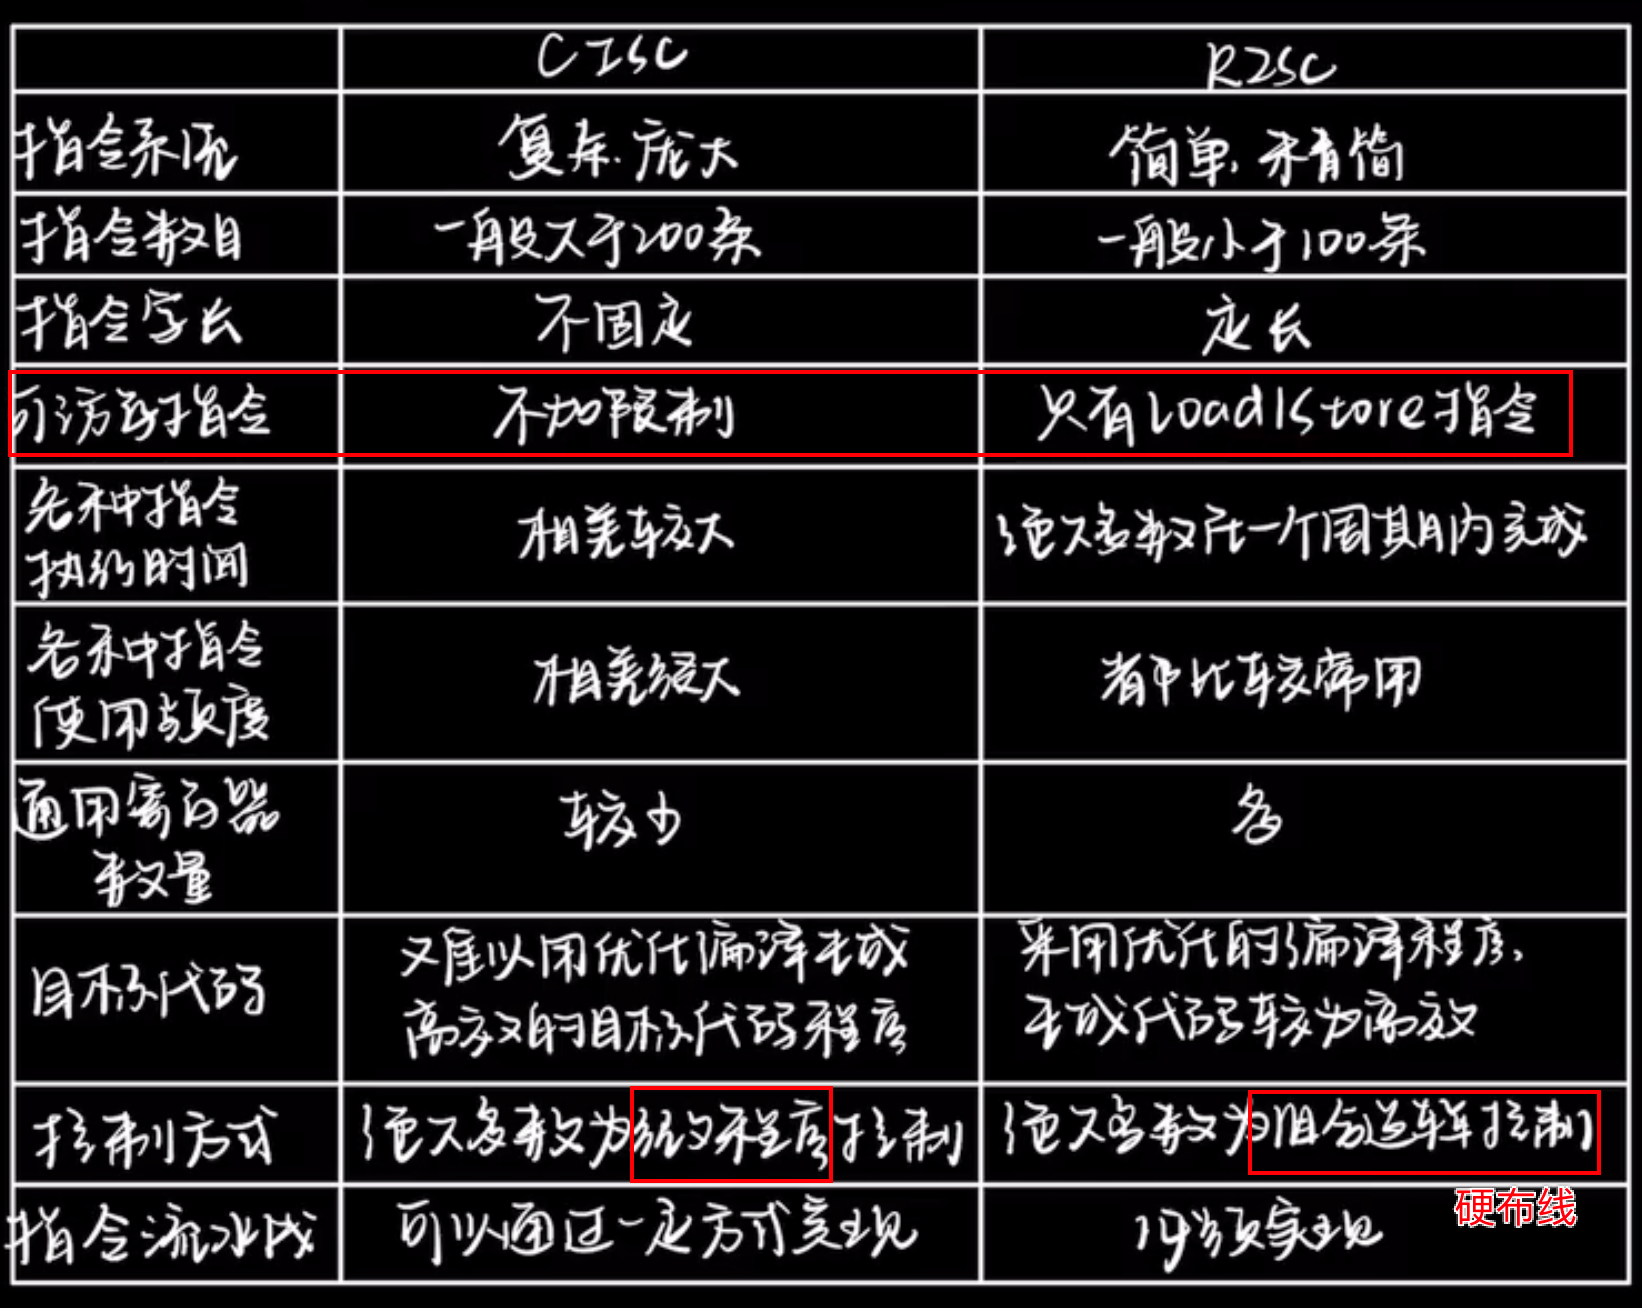 CISC
RISC
指令系统
复杂.庞大
简单.精简
指令数目
一般大于200条
一般小于100条
指令字长
不固定
定长
可访存指令
不加限制
只有Load/Store指令
各种指令
执行时间
相差较大
绝大多数在一个周期内完成
各种指令
使用频度
相差很大
都比较常用
通用寄存器
数量
较少
多
目标代码
难以用优化编译生成
高效的目标代码程序
采用优化的编译程序,
生成代码较为高效
控制方式
绝大多数为微程序控制
绝大多数为组合逻辑控制
硬布线
指令流水线
可以通过一定方式实现
必须实现